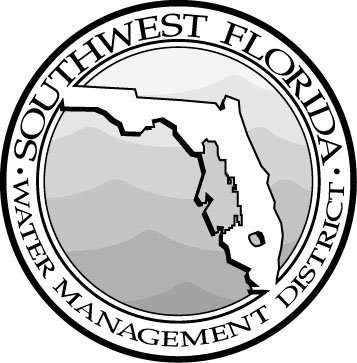 SOUTHWEST FLORIDA
WATER MANAGEMENT DISTRICT